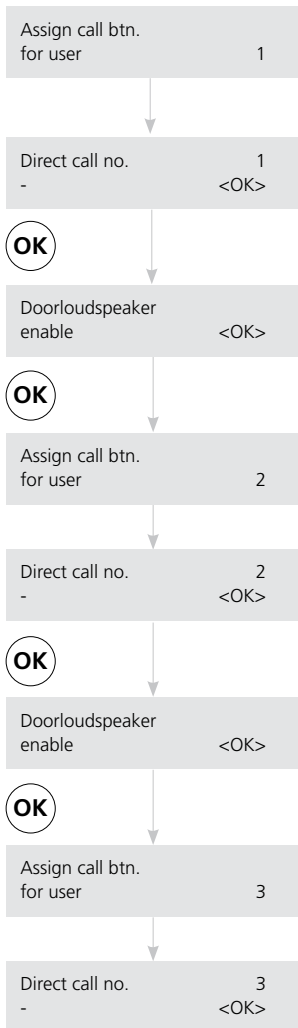 Assign call btn.
for user 1
Direct call no. 1
- <OK>
OK
Doorloudspeaker
enable <OK>
OK
Assign call btn.
for user 2
Direct call no. 2
- <OK>
OK
Doorloudspeaker
enable <OK>
OK
Assign call btn.
for user 3
Direct call no. 3
- <OK>